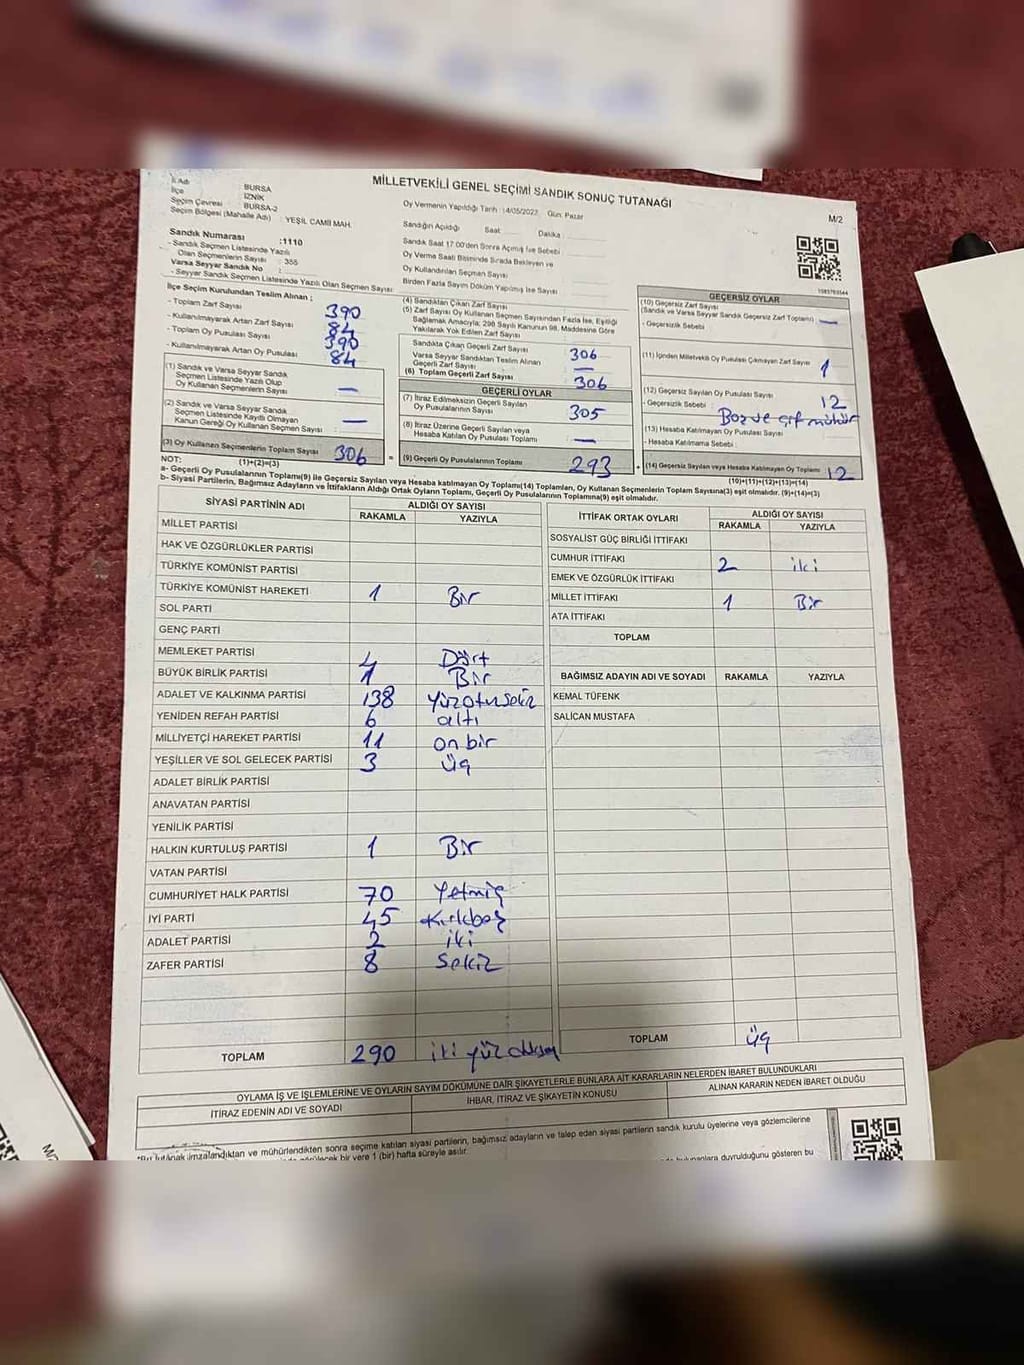 MİLLETVEKİLİ GENEL SEÇİMİ SANDIK SONUÇ TUTANAĞI
M/2
İl Adı BURSA
İlçe İZNİK
Seçim Çevresi BURSA-2
Seçim Bölgesi (Mahalle Adı) : YEŞİL CAMİİ MAH.
Sandık Numarası :1110
- Sandık Seçmen Listesinde Yazılı
Olan Seçmenlerin Sayısı : 355
Varsa Seyyar Sandık No :
- Seyyar Sandık Seçmen Listesinde Yazılı Olan Seçmen Sayısı
Oy Vermenin Yapıldığı Tarih :14/05/2023 Gün: Pazar
Sandığın Açıldığı Saat Dakika
Sandık Saat 17:00'den Sonra Açılmış İse Sebebi
Oy Verme Saati Bitiminde Sırada Bekleyen ve
Oy Kullandırılan Seçmen Sayısı
Birden Fazla Sayım Döküm Yapılmış İse Sayısı
İlçe Seçim Kurulundan Teslim Alınan :
- Toplam Zarf Sayısı 390
- Kullanılmayarak Artan Zarf Sayısı 84
- Toplam Oy Pusulası Sayısı 390
- Kullanılmayarak Artan Oy Pusulası 84
(1) Sandık ve Varsa Seyyar Sandık
Seçmen Listesinde Yazılı Olup
Oy Kullanan Seçmenlerin Sayısı —
(2) Sandık ve Varsa Seyyar Sandık
Seçmen Listesinde Kayıtlı Olmayan
Kanun Gereği Oy Kullanan Seçmen Sayısı : —
(3) Oy Kullanan Seçmenlerin Toplam Sayısı 306
(1)+(2)=(3)
(4) Sandıktan Çıkan Zarf Sayısı
(5) Zarf Sayısı Oy Kullanan Seçmen Sayısından Fazla İse, Eşitliği
Bağlamak Amacıyla; 298 Sayılı Kanunun 98. Maddesine Göre
Yakılarak Yok Edilen Zarf Sayısı
Sandıkta Çıkan Geçerli Zarf Sayısı 306
Varsa Seyyar Sandıktan Teslim Alınan
Geçerli Zarf Sayısı —
(6) Toplam Geçerli Zarf Sayısı 306
GEÇERLİ OYLAR
(7) İtiraz Edilmeksizin Geçerli Sayılan
Oy Pusulalarının Sayısı 305
(8) İtiraz Üzerine Geçerli Sayılan veya
Hesaba Katılan Oy Pusulası Toplamı —
(9) Geçerli Oy Pusulalarının Toplamı 293
1583783544
GEÇERSİZ OYLAR
(10) Geçersiz Zarf Sayısı
(Sandık ve Varsa Seyyar Sandık Geçersiz Zarf Toplamı) —
- Geçersizlik Sebebi
(11) İçinden Milletvekili Oy Pusulası Çıkmayan Zarf Sayısı 1
(12) Geçersiz Sayılan Oy Pusulası Sayısı 12
- Geçersizlik Sebebi : Boz ve çif mühür
(13) Hesaba Katılmayan Oy Pusulası Sayısı
- Hesaba Katılmama Sebebi :
(14) Geçersiz Sayılan veya Hesaba Katılmayan Oy Toplamı 12
(10)+(11)+(12)+(13)=(14)
NOT:
a- Geçerli Oy Pusulalarının Toplamı(9) ile Geçersiz Sayılan veya Hesaba Katılmayan Oy Pusulası Toplamı(14) Toplamları, Oy Kullanan Seçmenlerin Toplam Sayısına(3) eşit olmalıdır. (9)+(14)=(3)
b- Siyasi Partilerin, Bağımsız Adayların ve İttifakların Aldığı Ortak Oyların Toplamı, Geçerli Oy Pusulalarının Toplamına(9) eşit olmalıdır.
SİYASİ PARTİNİN ADI ALDIĞI OY SAYISI
RAKAMLA YAZIYLA
MİLLET PARTİSİ
HAK VE ÖZGÜRLÜKLER PARTİSİ
TÜRKİYE KOMÜNİST PARTİSİ
TÜRKİYE KOMÜNİST HAREKETİ 1 Bir
SOL PARTİ
GENÇ PARTİ
MEMLEKET PARTİSİ 4 Dört
BÜYÜK BİRLİK PARTİSİ 1 Bir
ADALET VE KALKINMA PARTİSİ 138 Yüzotuzsekiz
YENİDEN REFAH PARTİSİ 6 altı
MİLLİYETÇİ HAREKET PARTİSİ 11 on bir
YEŞİLLER VE SOL GELECEK PARTİSİ 3 üç
ADALET BİRLİK PARTİSİ
ANAVATAN PARTİSİ
YENİLİK PARTİSİ
HALKIN KURTULUŞ PARTİSİ 1 Bir
VATAN PARTİSİ
CUMHURİYET HALK PARTİSİ 70 Yetmiş
İYİ PARTİ 45 Kırkbeş
ADALET PARTİSİ 2 iki
ZAFER PARTİSİ 8 Sekiz
TOPLAM 290 iki yüz doksan
İTTİFAK ORTAK OYLARI ALDIĞI OY SAYISI
RAKAMLA YAZIYLA
SOSYALİST GÜÇ BİRLİĞİ İTTİFAKI
CUMHUR İTTİFAKI 2 iki
EMEK VE ÖZGÜRLÜK İTTİFAKI
MİLLET İTTİFAKI 1 Bir
ATA İTTİFAKI
TOPLAM
BAĞIMSIZ ADAYIN ADI VE SOYADI RAKAMLA YAZIYLA
KEMAL TÜFENK
SALİCAN MUSTAFA
TOPLAM üç
OYLAMA İŞ VE İŞLEMLERİNE VE OYLARIN SAYIM DÖKÜMÜNE DAİR ŞİKAYETLERLE BUNLARA AİT KARARLARIN NELERDEN İBARET BULUNDUKLARI
İTİRAZ EDENİN ADI VE SOYADI İHBAR, İTİRAZ VE ŞİKAYETİN KONUSU ALINAN KARARIN NEDEN İBARET OLDUĞU
*Bu tutanak imzalandıktan ve mühürlendikten sonra seçime katılan siyasi partilerin, bağımsız adayların ve talep eden siyasi partilerin sandık kurulu üyelerine veya gözlemcilerine
bir yere 1 (bir) hafta süreyle asılır.
duyrulduğunu gösteren bu